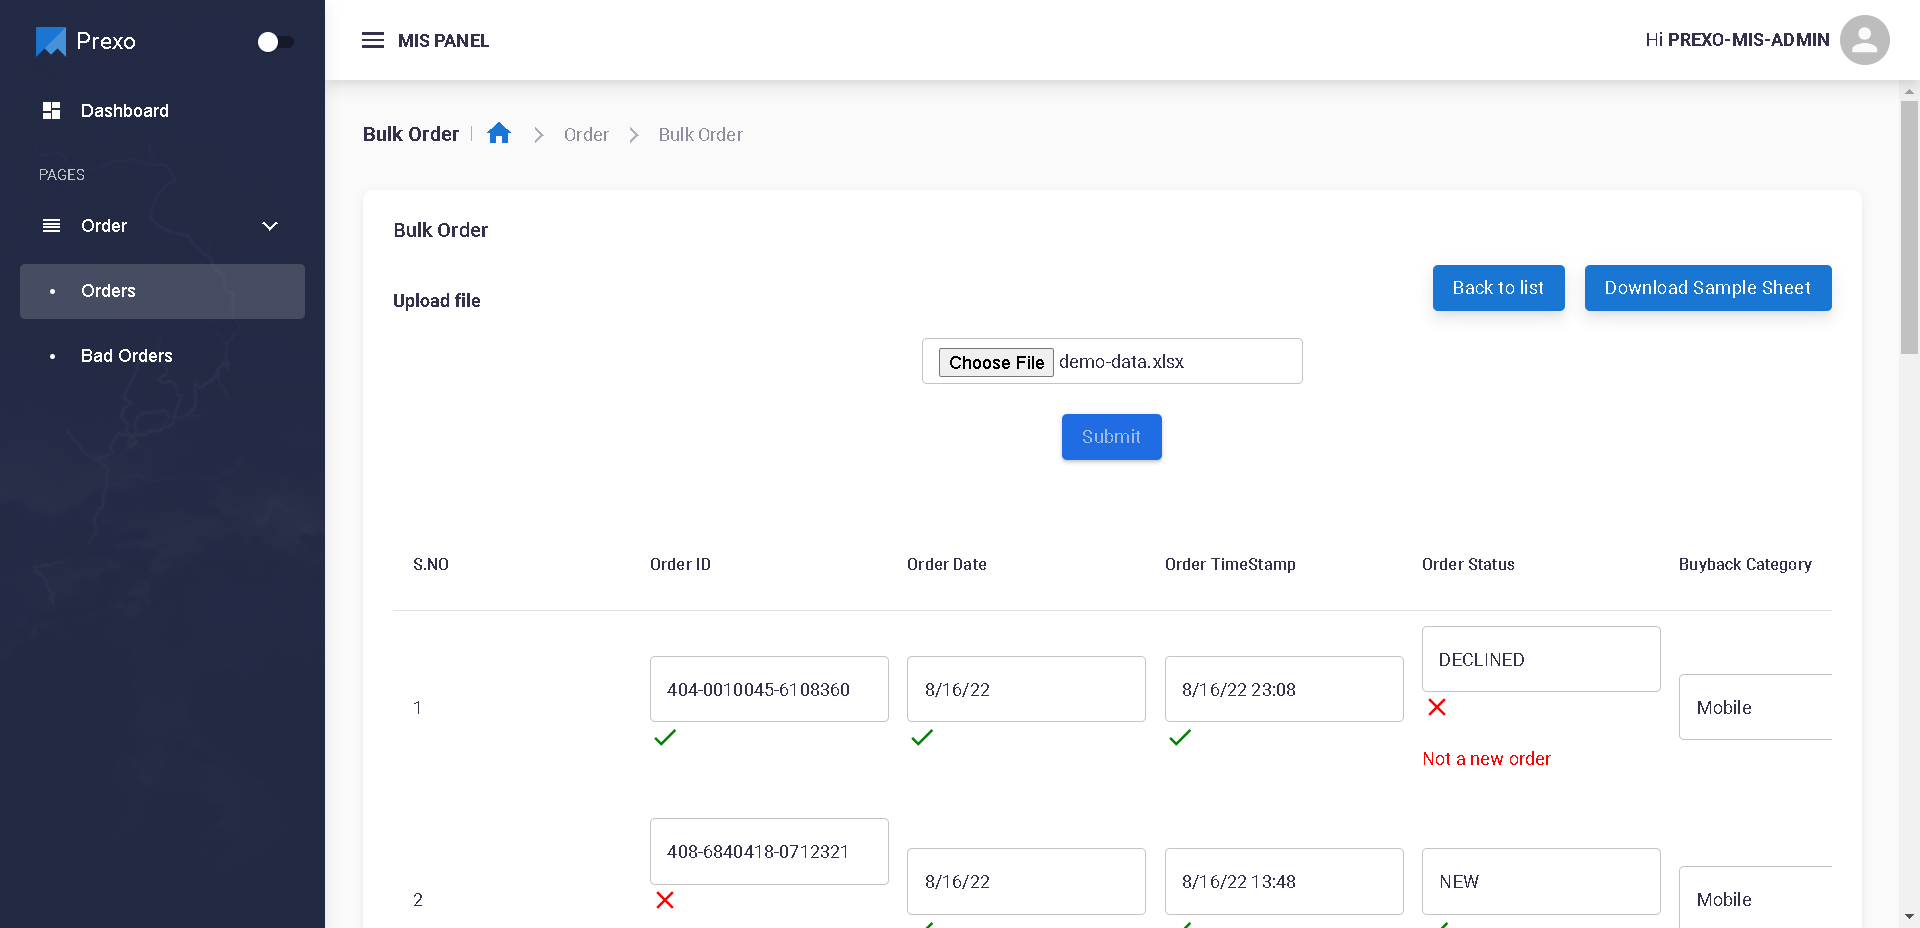 Prexo
MIS PANEL
Hi PREXO-MIS-ADMIN
Dashboard
PAGES
Order
Orders
Bad Orders
Bulk Order
Order
Bulk Order
Bulk Order
Upload file
Back to list
Download Sample Sheet
Choose File demo-data.xlsx
Submit
S.NO Order ID Order Date Order TimeStamp Order Status Buyback Category
1 404-0010045-6108360 8/16/22 8/16/22 23:08 DECLINED Mobile
Not a new order
2 408-6840418-0712321 8/16/22 8/16/22 13:48 NEW Mobile